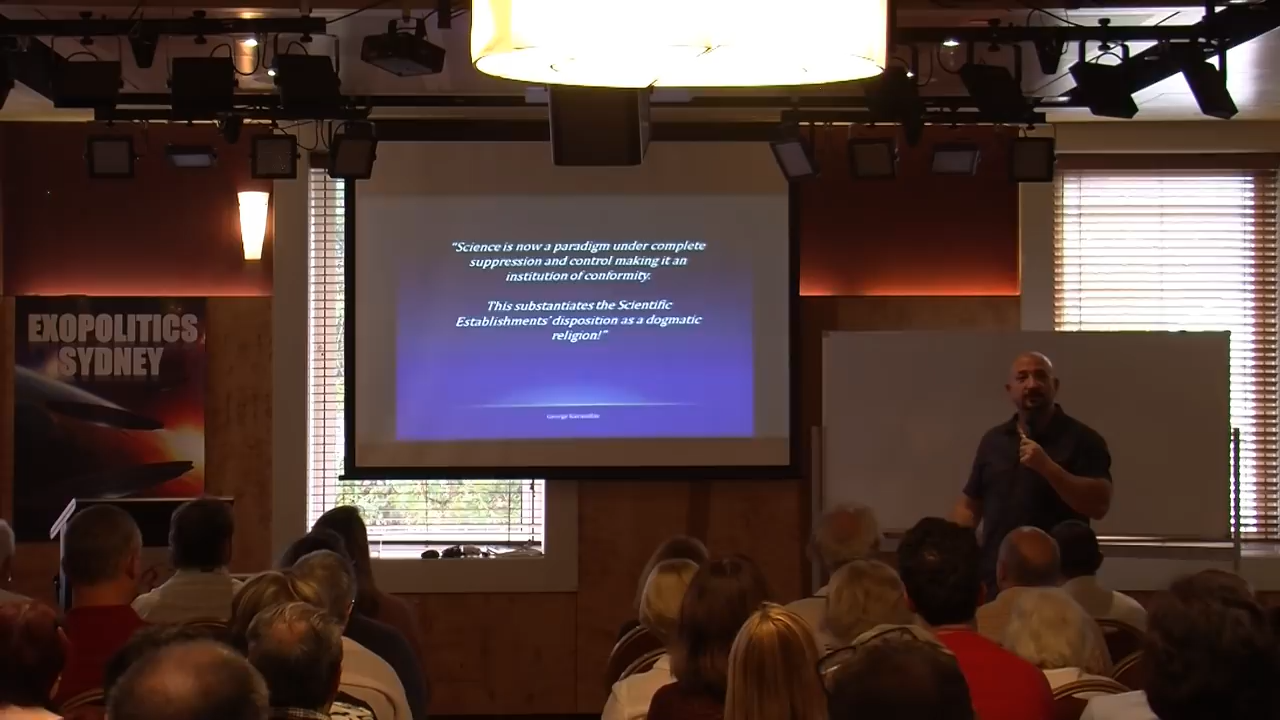 EXOPOLITICS
SYDNEY
“Science is now a paradigm under complete
suppression and control making it an
institution of conformity.
This substantiates the Scientific
Establishments’ disposition as a dogmatic
religion!”
George